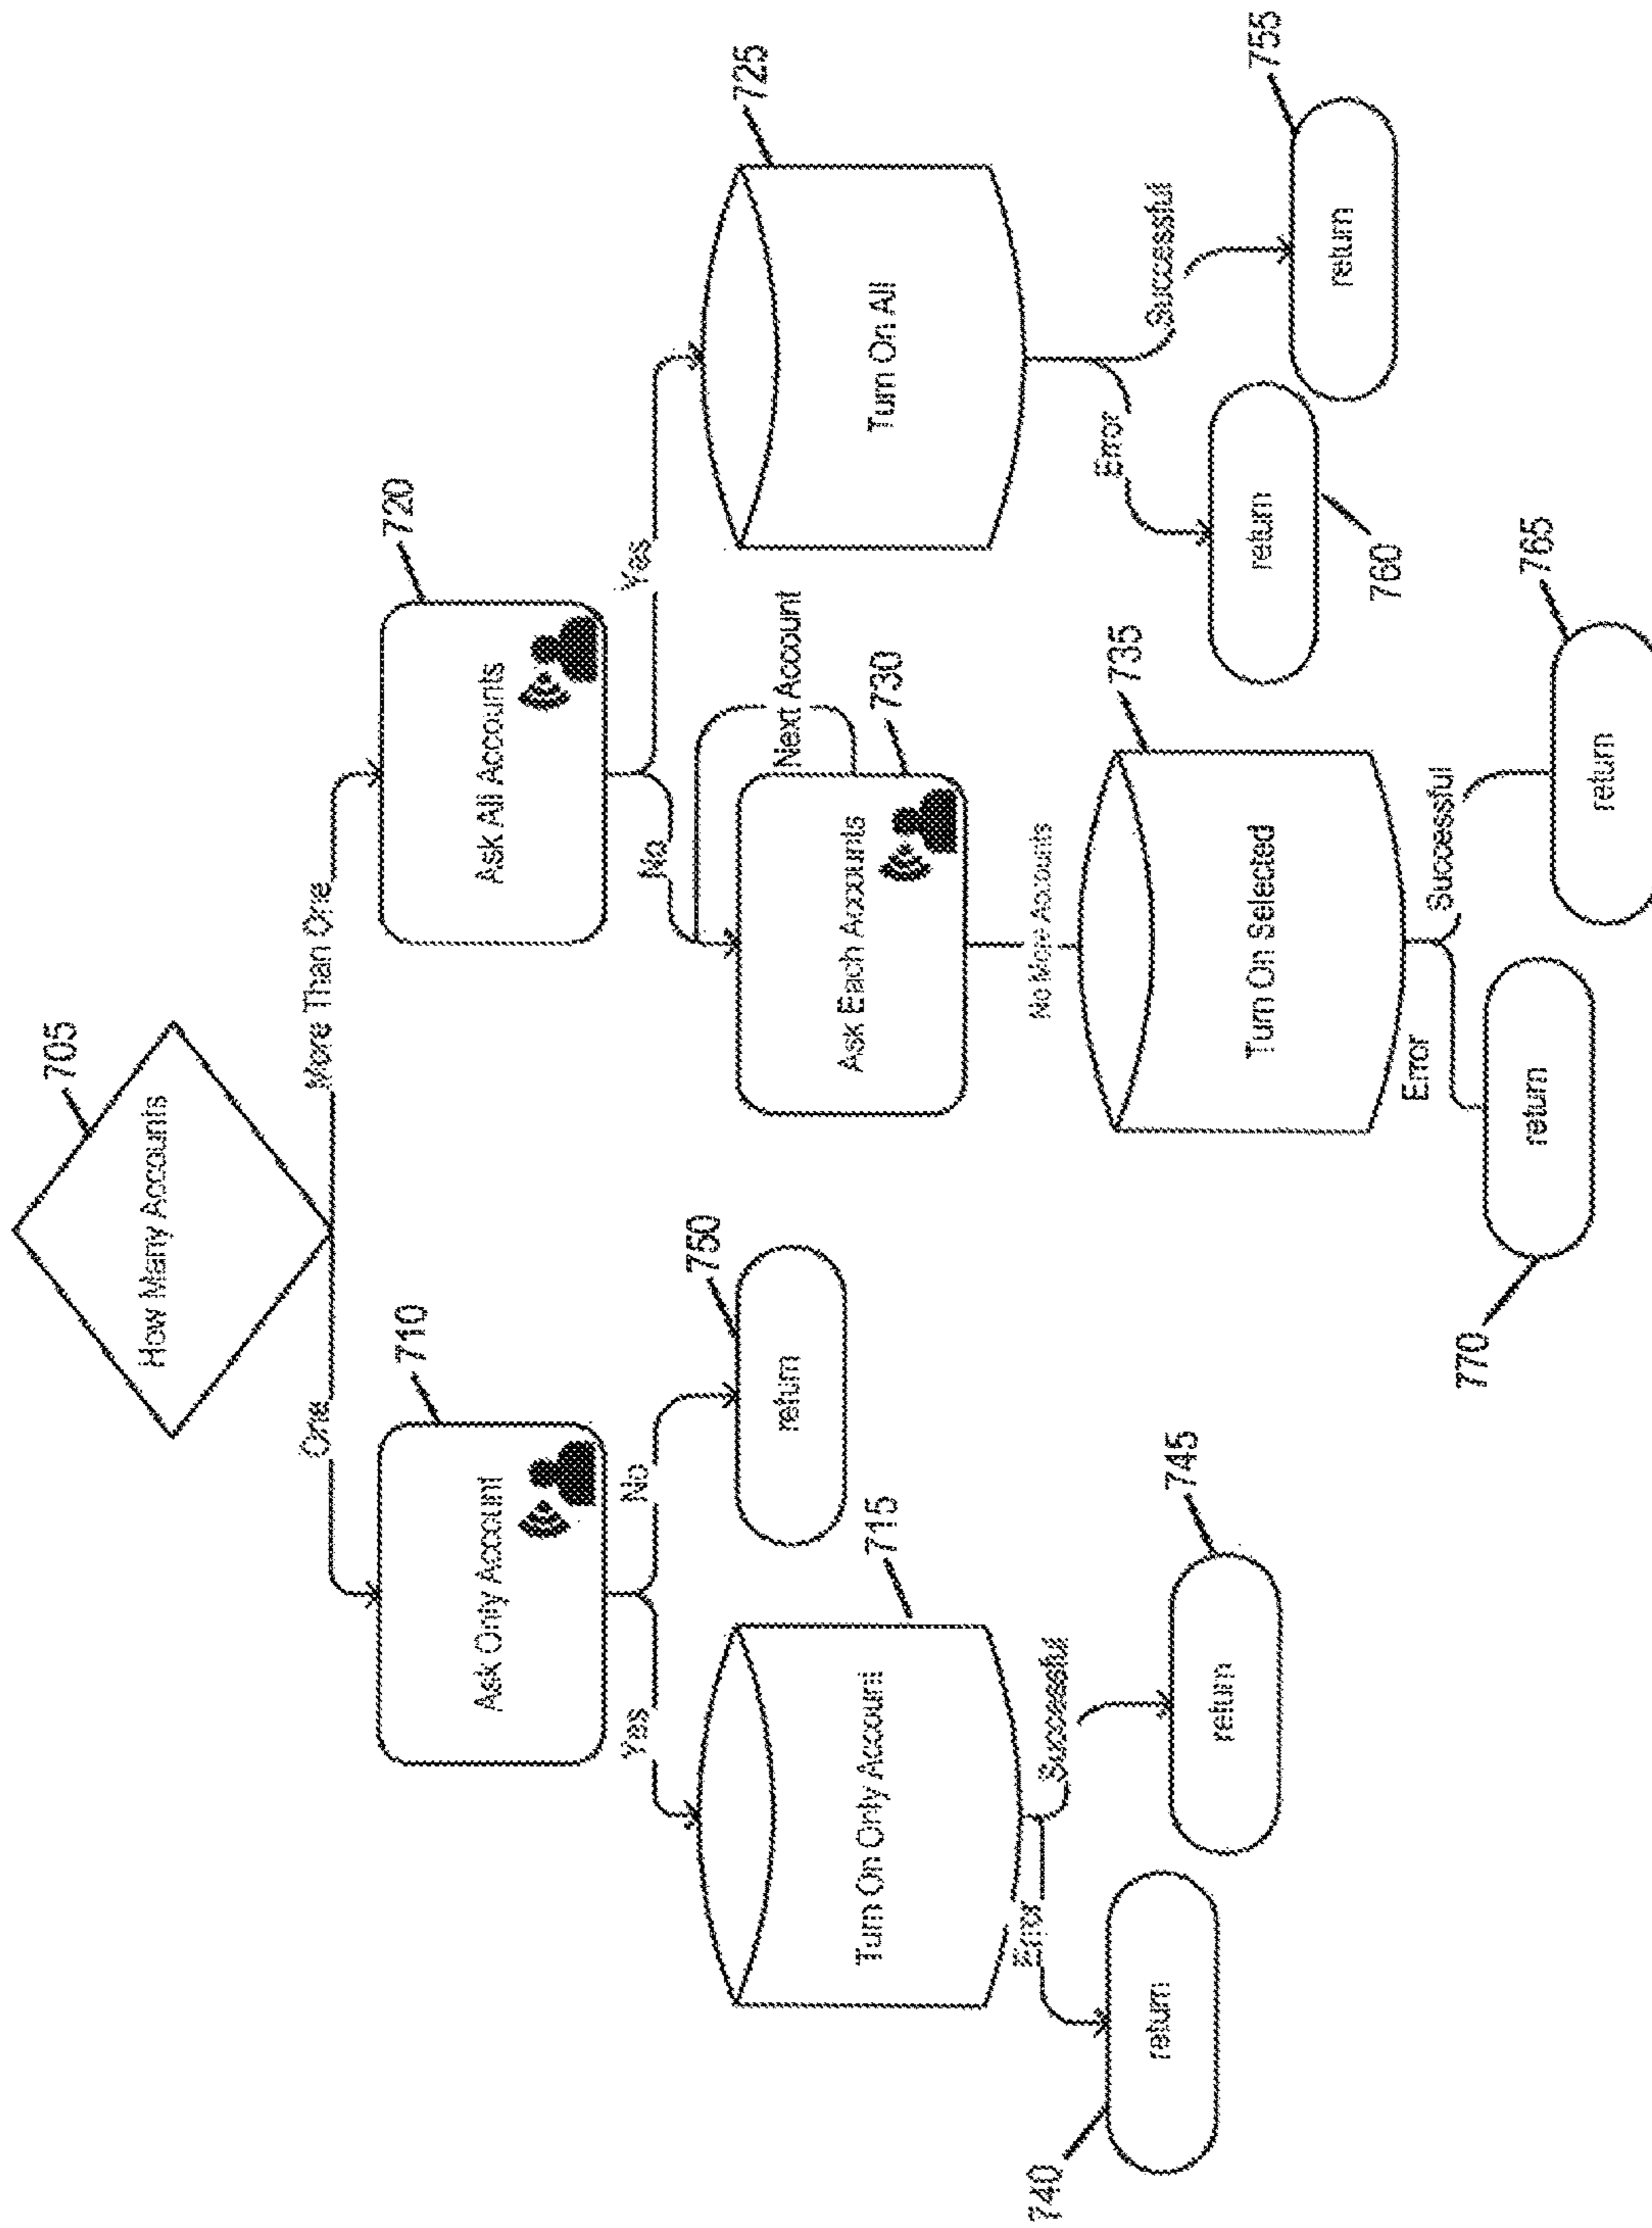 705
How Many Accounts
One
More Than One
710
Ask Only Account
720
Ask All Accounts
Yes
No
No
Yes
750
return
Next Account
730
Ask Each Accounts
725
Turn On All
715
Turn On Only Account
No More Accounts
Error
Successful
Error
Successful
735
Turn On Selected
740
return
745
return
760
return
755
return
Error
Successful
770
return
765
return